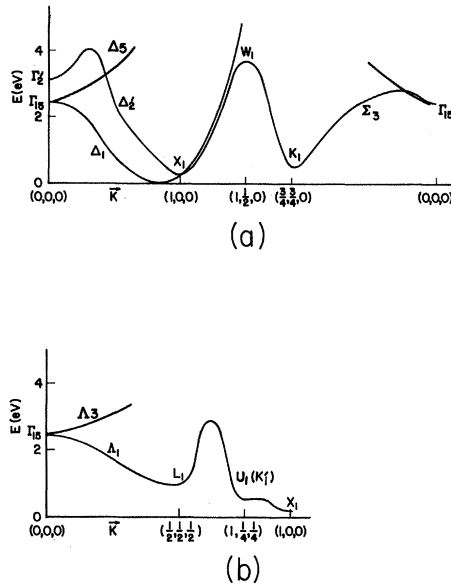 E(eV)
4
2
0
Γ2′
Γ15
Δ5
Δ2′
Δ1
X1
W1
K1
Σ3
Γ15
(0,0,0)
K⃗
(1,0,0)
(1,½,0)
(¾,¾,0)
(0,0,0)
(a)
E(eV)
4
2
0
Γ15
Λ3
Λ1
L1
U1(K1′)
X1
(0,0,0)
K⃗
(½,½,½)
(1,¼,¼)
(1,0,0)
(b)